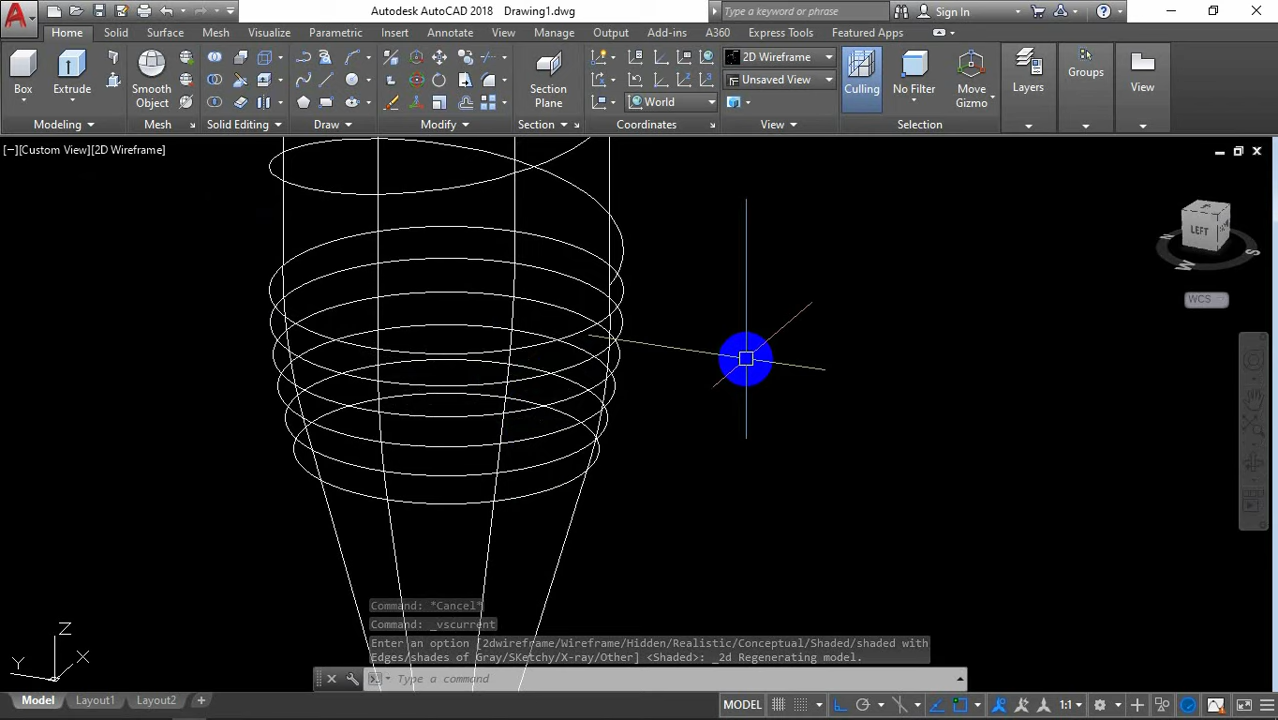 Autodesk AutoCAD 2018 Drawing1.dwg
Type a keyword or phrase
Sign In
Home Solid Surface Mesh Visualize Parametric Insert Annotate View Manage Output Add-ins A360 Express Tools Featured Apps
Box
Extrude
Smooth
Object
Section
Plane
2D Wireframe
Unsaved View
World
Culling
No Filter
Move
Gizmo
Layers
Groups
View
Modeling
Mesh
Solid Editing
Draw
Modify
Section
Coordinates
View
Selection
[−][Custom View][2D Wireframe]
LEFT
N
W
S
WCS
Z
Y
X
Command: *Cancel*
Command: _vscurrent
Enter an option [2dwireframe/Wireframe/Hidden/Realistic/Conceptual/Shaded/shaded with
Edges/shades of Gray/SKetchy/X-ray/Other] <Shaded>: _2d Regenerating model.
Type a command
Model Layout1 Layout2 +
MODEL
1:1